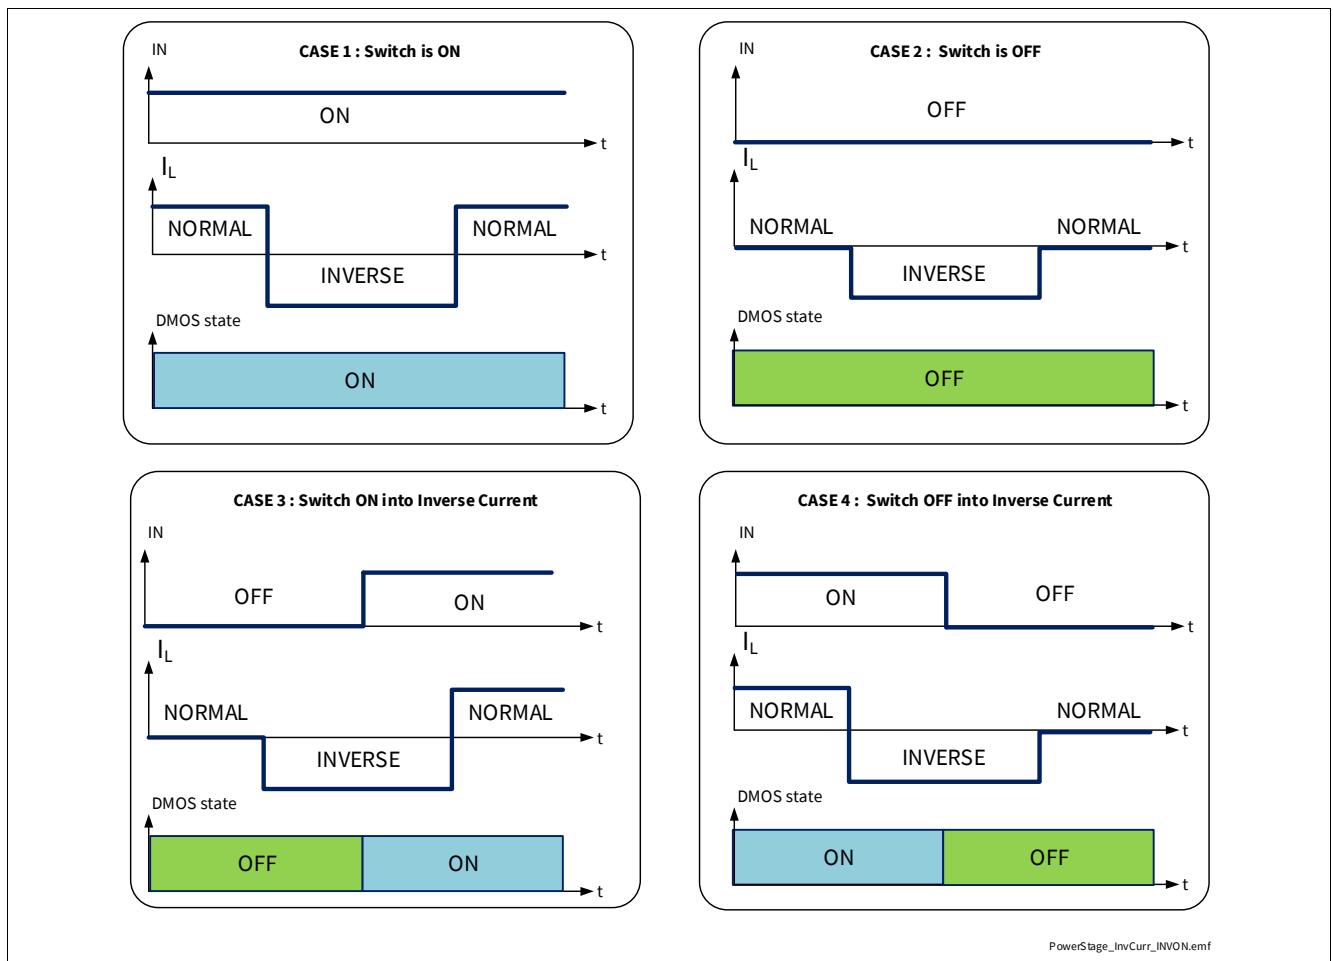 CASE 1 : Switch is ON
IN
ON
t
IL
NORMAL
NORMAL
INVERSE
t
DMOS state
ON
t
CASE 2 : Switch is OFF
IN
OFF
t
IL
NORMAL
NORMAL
INVERSE
t
DMOS state
OFF
t
CASE 3 : Switch ON into Inverse Current
IN
OFF
ON
t
IL
NORMAL
NORMAL
INVERSE
t
DMOS state
OFF
ON
t
CASE 4 : Switch OFF into Inverse Current
IN
ON
OFF
t
IL
NORMAL
NORMAL
INVERSE
t
DMOS state
ON
OFF
t
PowerStage_InvCurr_INVON.emf